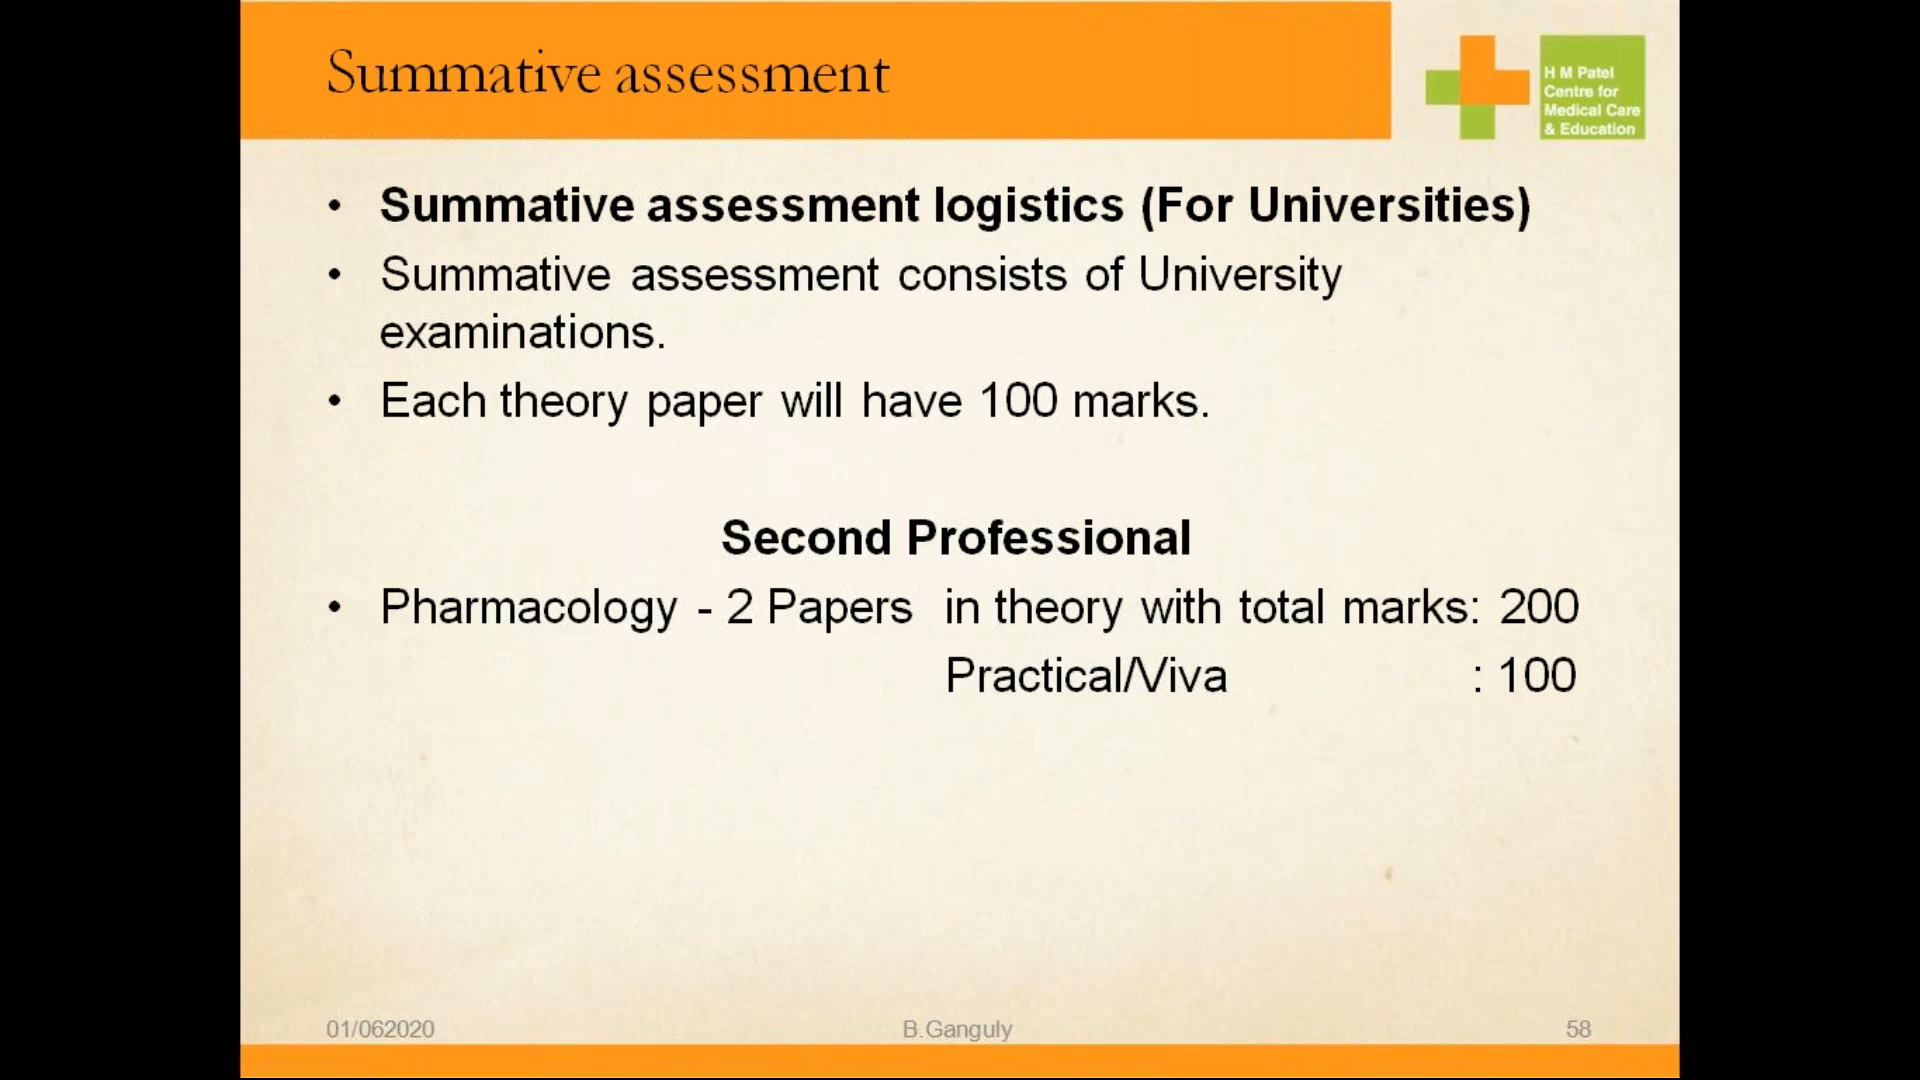 Summative assessment
H M Patel
Centre for
Medical Care
& Education
• Summative assessment logistics (For Universities)
• Summative assessment consists of University
examinations.
• Each theory paper will have 100 marks.
Second Professional
• Pharmacology - 2 Papers in theory with total marks: 200
Practical/Viva : 100
01/062020
B.Ganguly
58